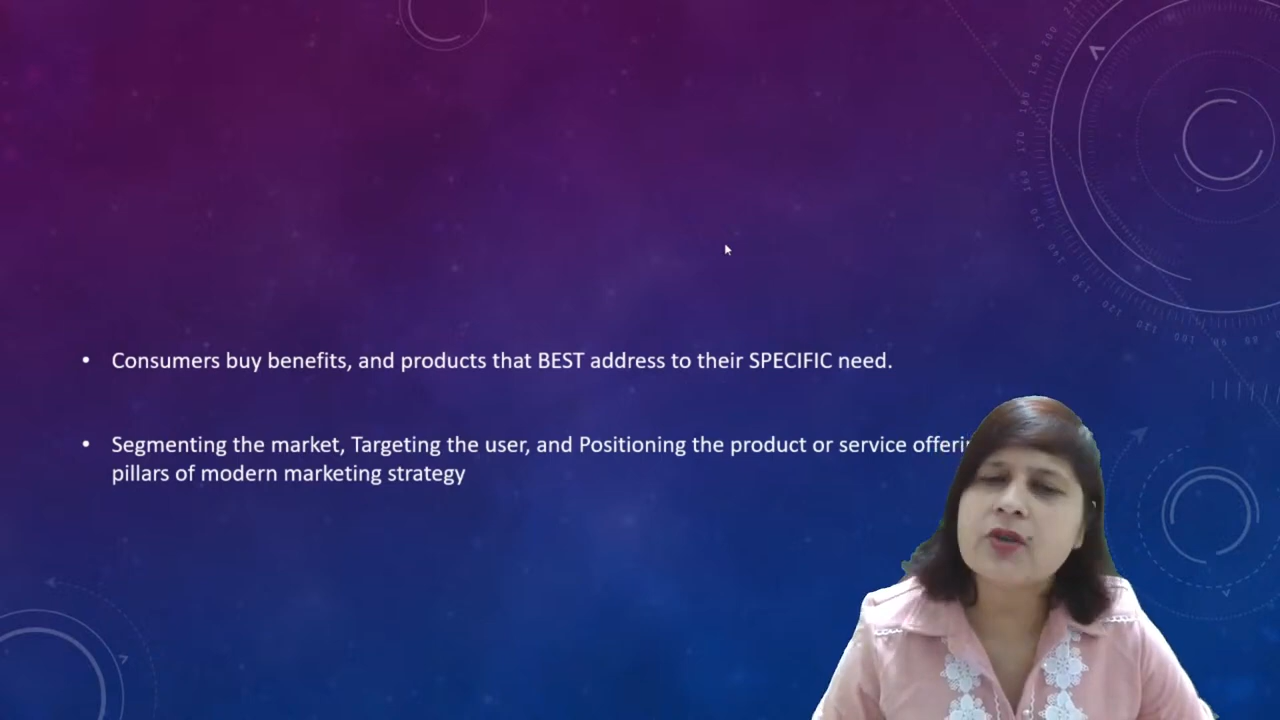 • Consumers buy benefits, and products that BEST address to their SPECIFIC need.
• Segmenting the market, Targeting the user, and Positioning the product or service
pillars of modern marketing strategy